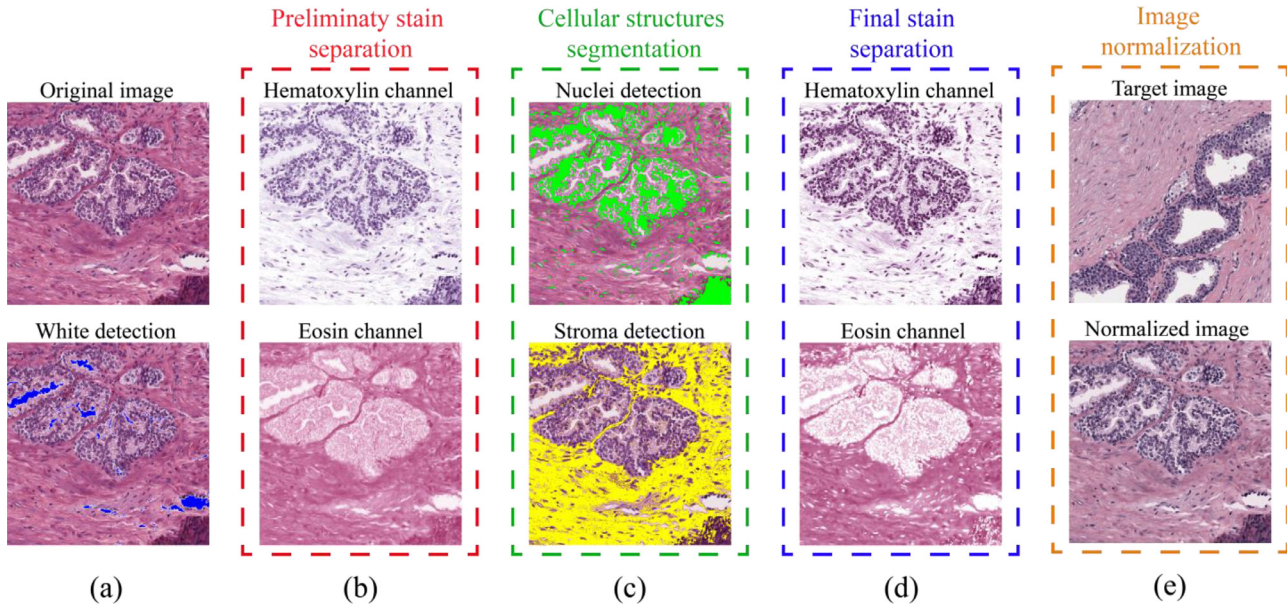 Preliminaty stain
separation
Cellular structures
segmentation
Final stain
separation
Image
normalization
Original image
Hematoxylin channel
Nuclei detection
Hematoxylin channel
Target image
White detection
Eosin channel
Stroma detection
Eosin channel
Normalized image
(a)
(b)
(c)
(d)
(e)